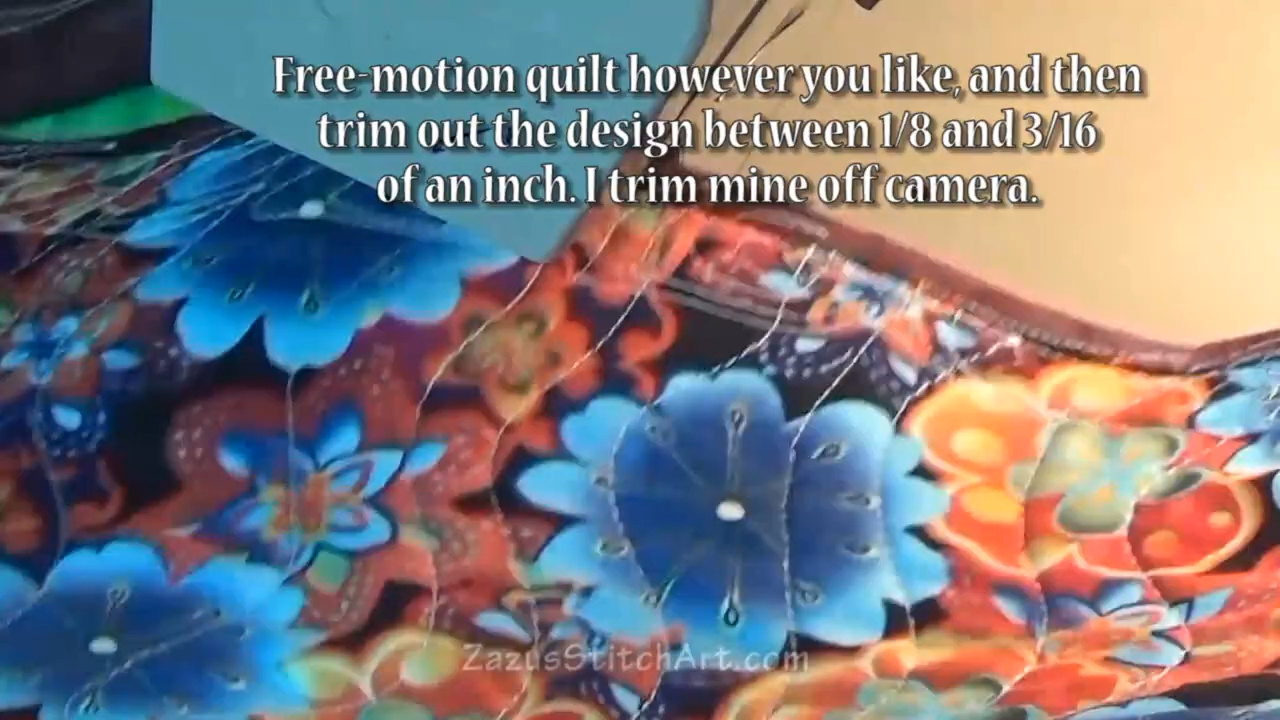 Free-motion quilt however you like, and then
trim out the design between 1/8 and 3/16
of an inch. I trim mine off camera.
ZazusStitchArt.com